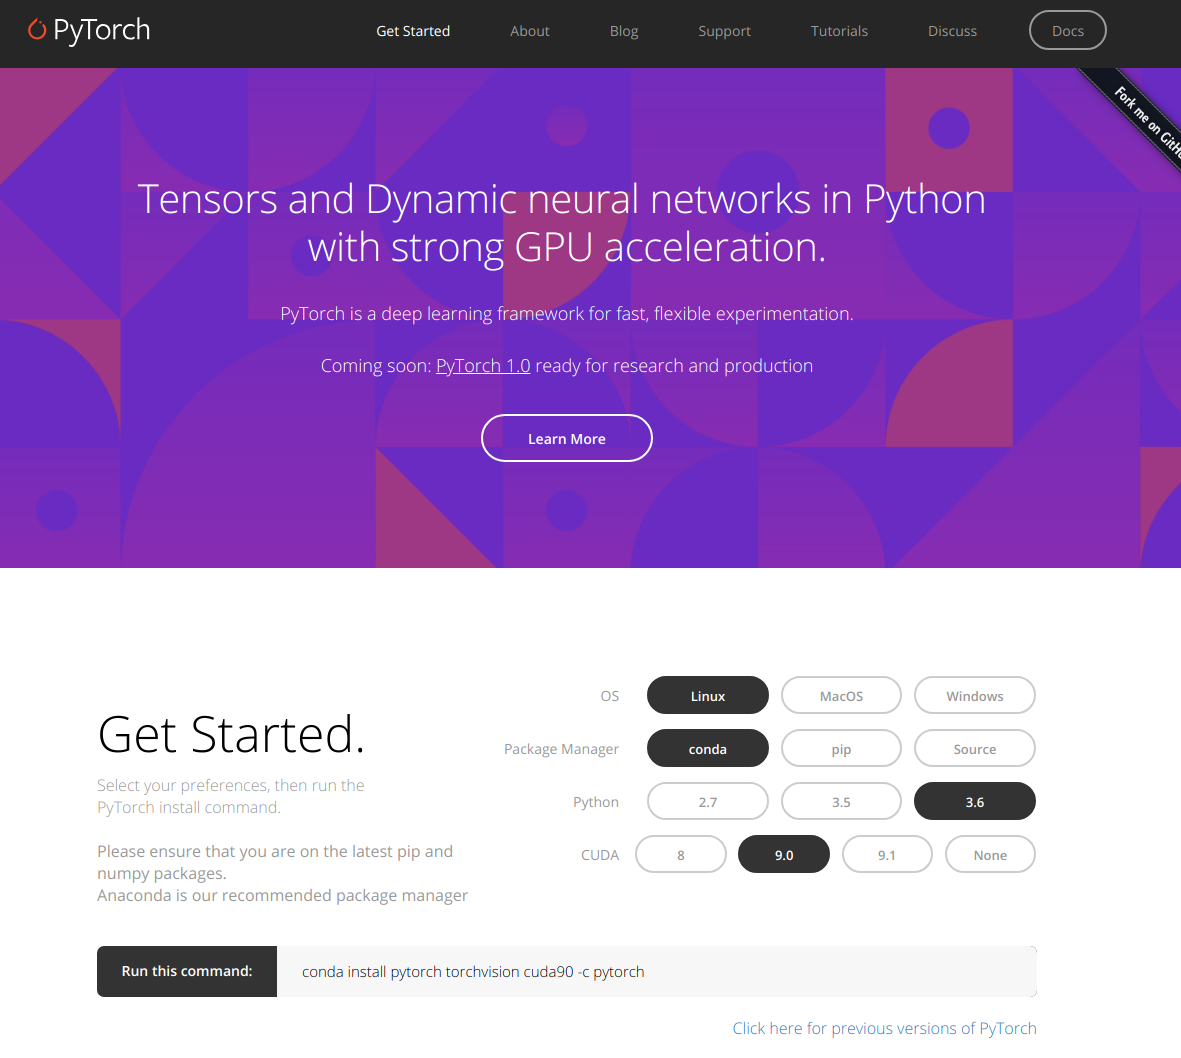 PyTorch
Get Started
About
Blog
Support
Tutorials
Discuss
Docs
Fork me on
Tensors and Dynamic neural networks in Python
with strong GPU acceleration.
PyTorch is a deep learning framework for fast, flexible experimentation.
Coming soon: PyTorch 1.0 ready for research and production
Learn More
Get Started.
Select your preferences, then run the
PyTorch install command.
Please ensure that you are on the latest pip and
numpy packages.
Anaconda is our recommended package manager
OS
Linux
MacOS
Windows
Package Manager
conda
pip
Source
Python
2.7
3.5
3.6
CUDA
8
9.0
9.1
None
Run this command:
conda install pytorch torchvision cuda90 -c pytorch
Click here for previous versions of PyTorch